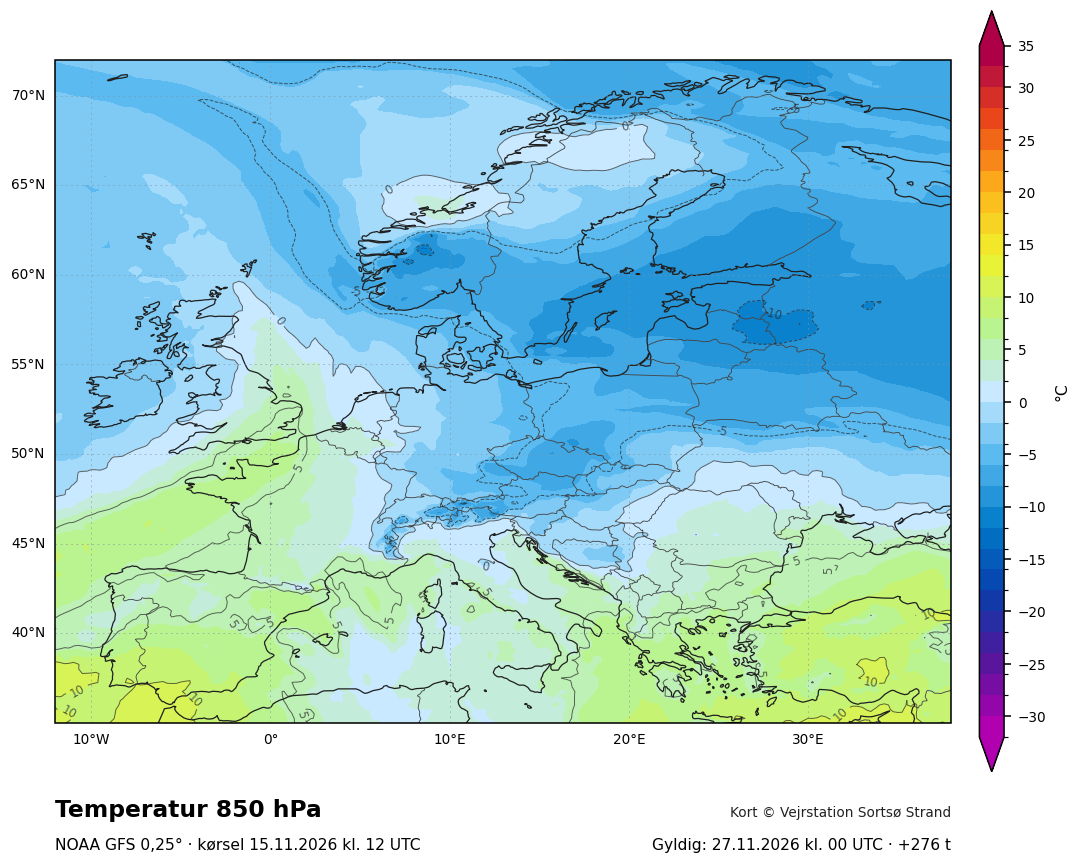 35
30
25
20
15
10
5
0
−5
−10
−15
−20
−25
−30
°C
70°N
65°N
60°N
55°N
50°N
45°N
40°N
10°W
0°
10°E
20°E
30°E
Temperatur 850 hPa
Kort © Vejrstation Sortsø Strand
NOAA GFS 0,25° · kørsel 15.11.2026 kl. 12 UTC
Gyldig: 27.11.2026 kl. 00 UTC · +276 t